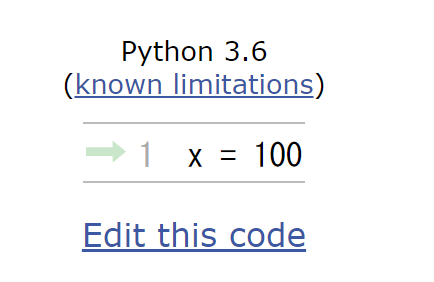 Python 3.6
(known limitations)
1 x = 100
Edit this code